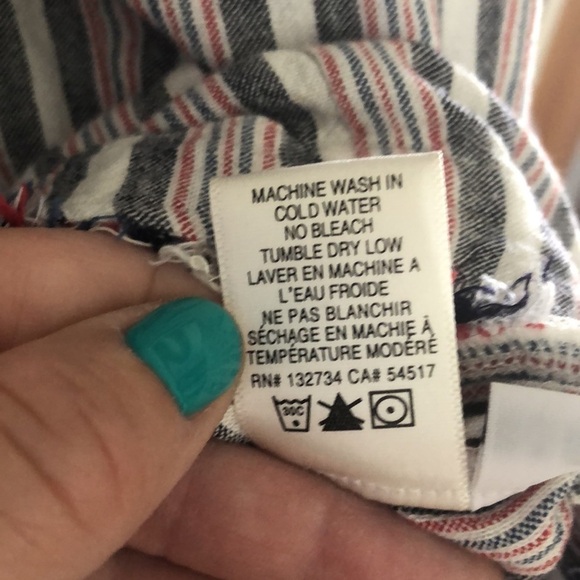 MACHINE WASH IN
COLD WATER
NO BLEACH
TUMBLE DRY LOW
LAVER EN MACHINE A
L'EAU FROIDE
NE PAS BLANCHIR
SÉCHAGE EN MACHIE À
TEMPÉRATURE MODÉRÉ
RN# 132734 CA# 54517
30C